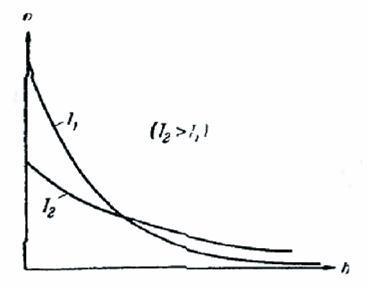 I₁
(I₂ > I₁)
I₂